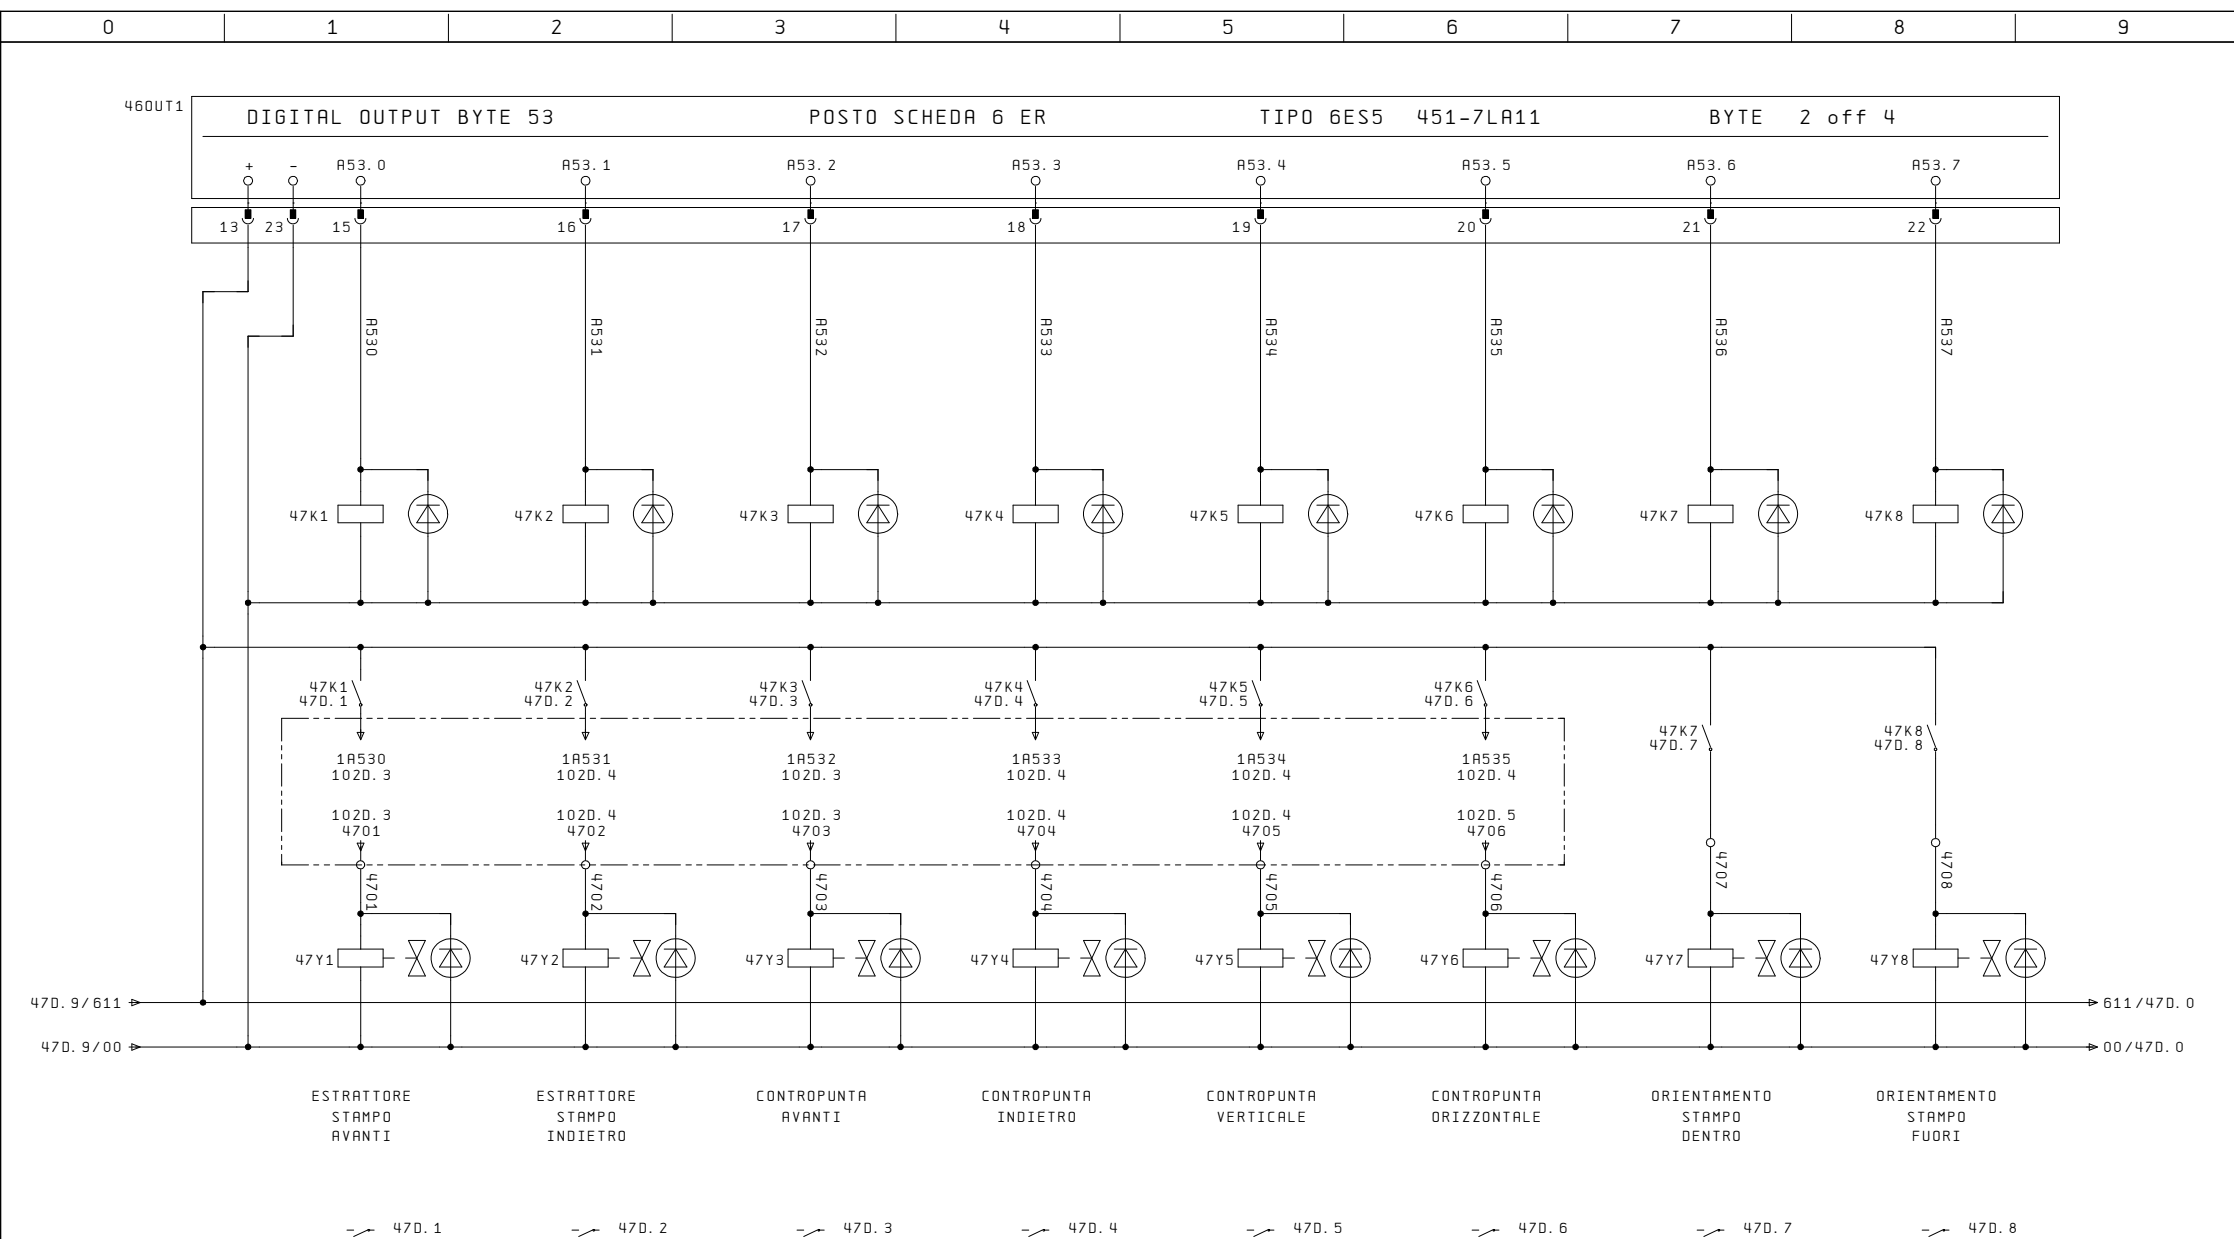 0 1 2 3 4 5 6 7 8 9
460UT1
DIGITAL OUTPUT BYTE 53 POSTO SCHEDA 6 ER TIPO 6ES5 451-7LA11 BYTE 2 off 4
+ - A53.0 A53.1 A53.2 A53.3 A53.4 A53.5 A53.6 A53.7
13 23 15 16 17 18 19 20 21 22
A530 A531 A532 A533 A534 A535 A536 A537
47K1 47K2 47K3 47K4 47K5 47K6 47K7 47K8
47K1 47K2 47K3 47K4 47K5 47K6
47D.1 47D.2 47D.3 47D.4 47D.5 47D.6
47K7 47K8
47D.7 47D.8
1A530 1A531 1A532 1A533 1A534 1A535
102D.3 102D.4 102D.3 102D.4 102D.4 102D.4
102D.3 102D.4 102D.3 102D.4 102D.4 102D.5
4701 4702 4703 4704 4705 4706
4701 4702 4703 4704 4705 4706 4707 4708
47Y1 47Y2 47Y3 47Y4 47Y5 47Y6 47Y7 47Y8
47D.9/611 611/47D.0
47D.9/00 00/47D.0
ESTRATTORE ESTRATTORE CONTROPUNTA CONTROPUNTA CONTROPUNTA CONTROPUNTA ORIENTAMENTO ORIENTAMENTO
STAMPO STAMPO AVANTI INDIETRO VERTICALE ORIZZONTALE STAMPO STAMPO
AVANTI INDIETRO DENTRO FUORI
47D.1 47D.2 47D.3 47D.4 47D.5 47D.6 47D.7 47D.8